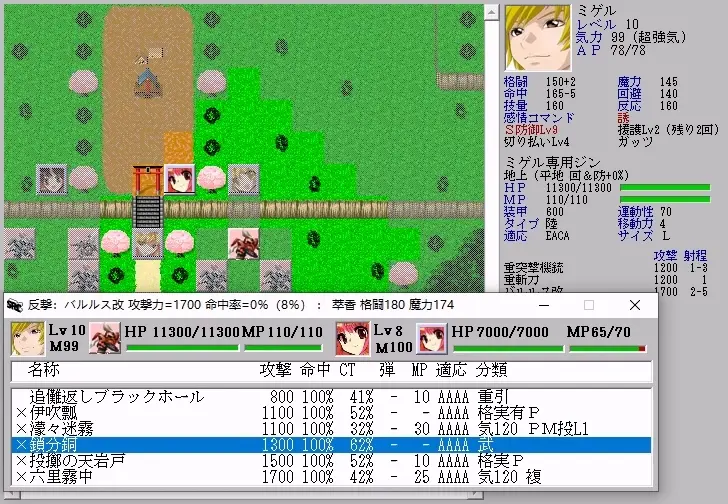 ミゲル
レベル 10
気力 99 (超強気)
AP 78/78
格闘 150+2 魔力 145
命中 165-5 回避 140
技量 160 反応 160
感情コマンド 誘
S防御Lv9 援護Lv2 (残り2回)
切り払いLv4 ガッツ
ミゲル専用ジン
地上 (平地 回&防+0%)
HP 11300/11300
MP 110/110
装甲 600 運動性 70
タイプ 陸 移動力 4
適応 EACA サイズ L
攻撃 射程
重突撃機銃 1200 1-3
重斬刀 1200 1
バルルス改 1700 2-5
反撃: バルルス改 攻撃力=1700 命中率=0% (8%) : 萃香 格闘180 魔力174
Lv10 HP 11300/11300 MP 110/110 Lv8 HP 7000/7000 MP 65/70
M99 M100
名称 攻撃 命中 CT 弾 MP 適応 分類
追儺返しブラックホール 800 100% 41% - 10 AAAA 重引
×伊吹瓢 1100 100% 52% - - AAAA 格実有P
×濛々迷霧 1100 100% 32% - 30 AAAA 気120 PM投L1
×鎖分銅 1300 100% 62% - - AAAA 武
×投擲の天岩戸 1500 100% 52% - 10 AAAA 格実P
×六里霧中 1700 100% 42% - 25 AAAA 気120 複